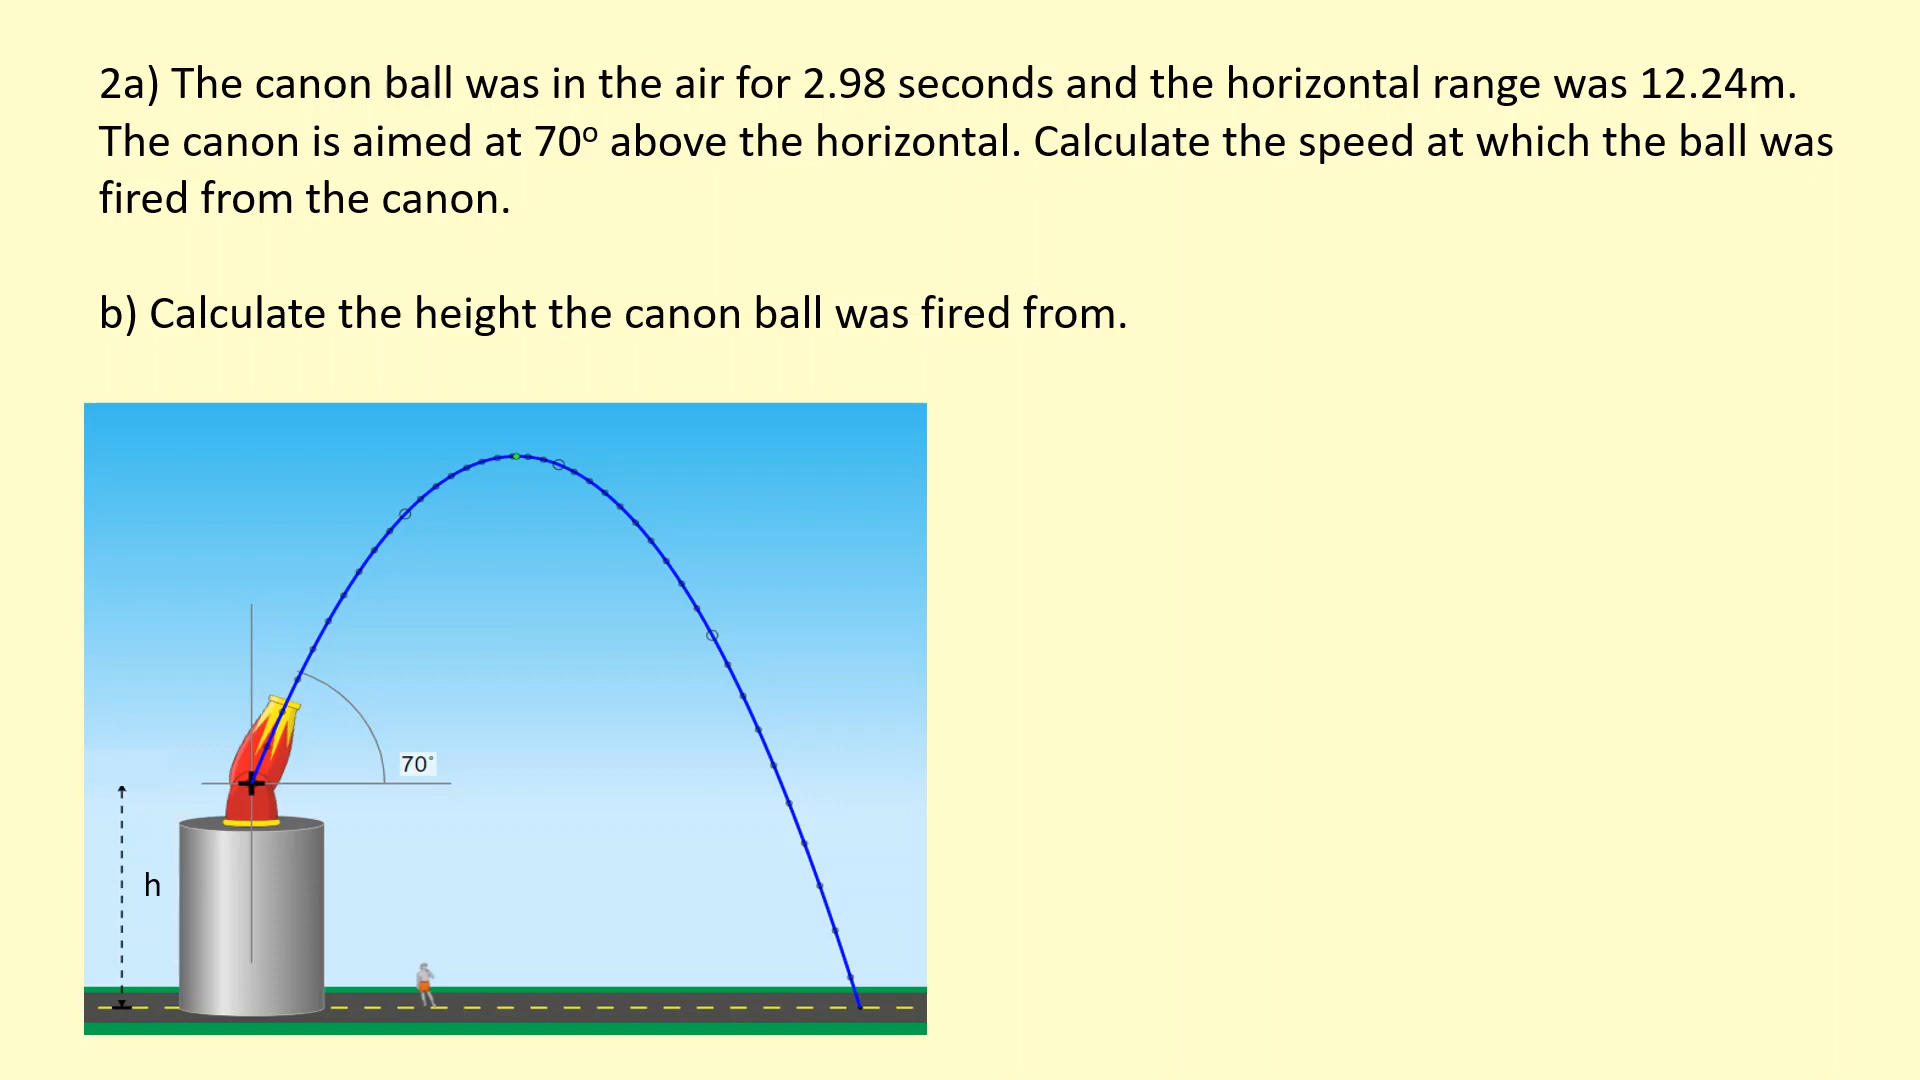 2a) The canon ball was in the air for 2.98 seconds and the horizontal range was 12.24m.
The canon is aimed at 70º above the horizontal. Calculate the speed at which the ball was
fired from the canon.
b) Calculate the height the canon ball was fired from.
70°
h